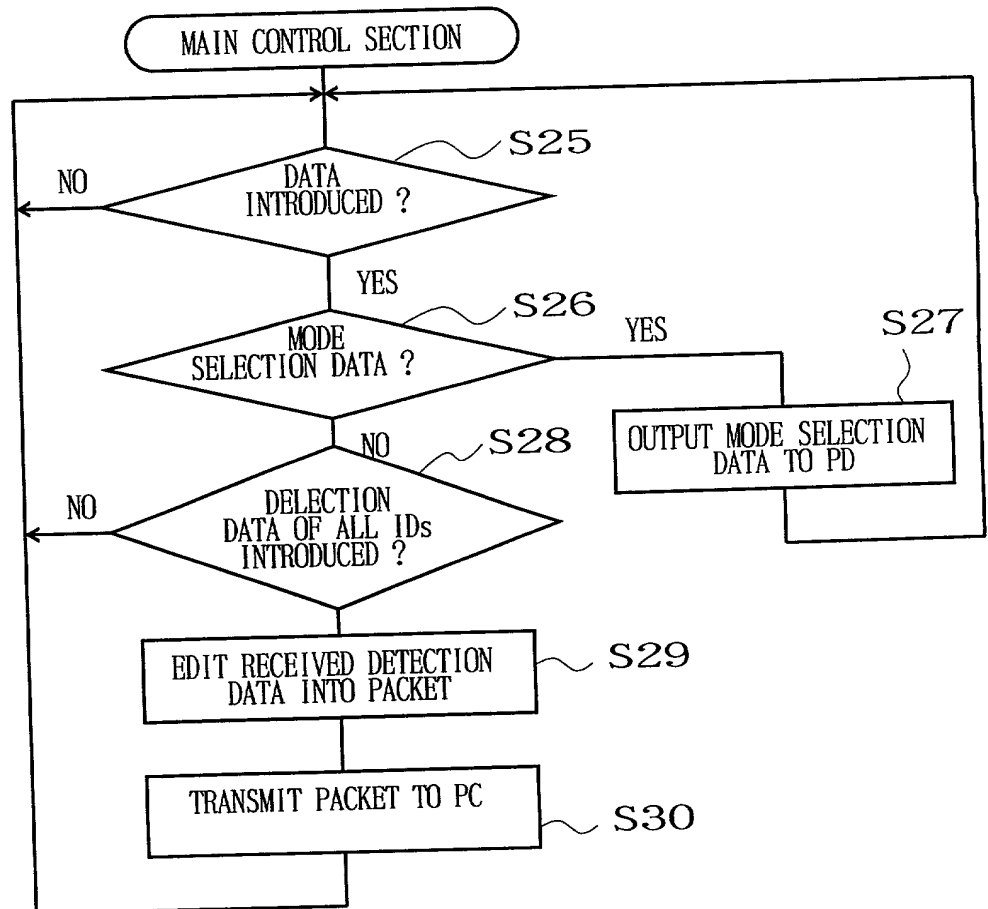 MAIN CONTROL SECTION
S25
DATA
INTRODUCED ?
NO
YES
S26
MODE
SELECTION DATA ?
YES
S27
OUTPUT MODE SELECTION
DATA TO PD
NO
S28
DELECTION
DATA OF ALL IDs
INTRODUCED ?
NO
EDIT RECEIVED DETECTION
DATA INTO PACKET
S29
TRANSMIT PACKET TO PC
S30